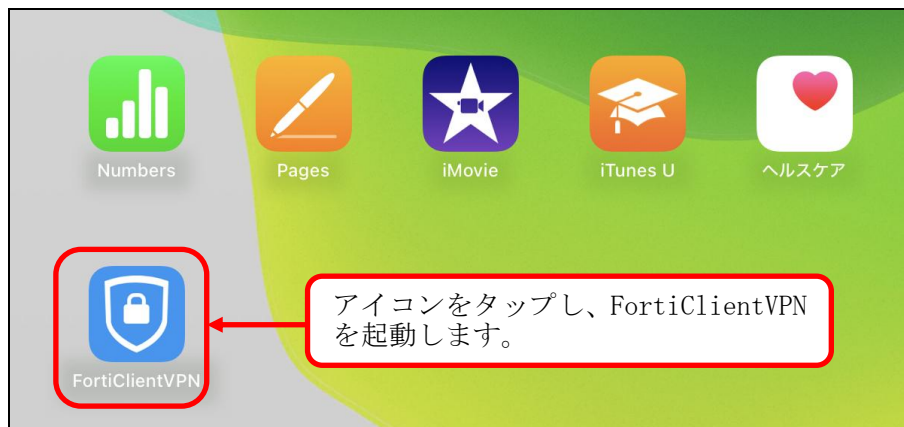 Numbers
Pages
iMovie
iTunes U
ヘルスケア
アイコンをタップし、FortiClientVPN
を起動します。
FortiClientVPN